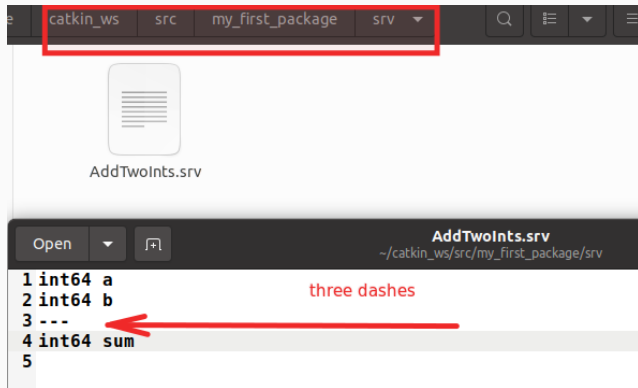 catkin_ws src my_first_package srv
AddTwoInts.srv
Open
AddTwoInts.srv
~/catkin_ws/src/my_first_package/srv
1 int64 a
2 int64 b
three dashes
3 ---
4 int64 sum
5